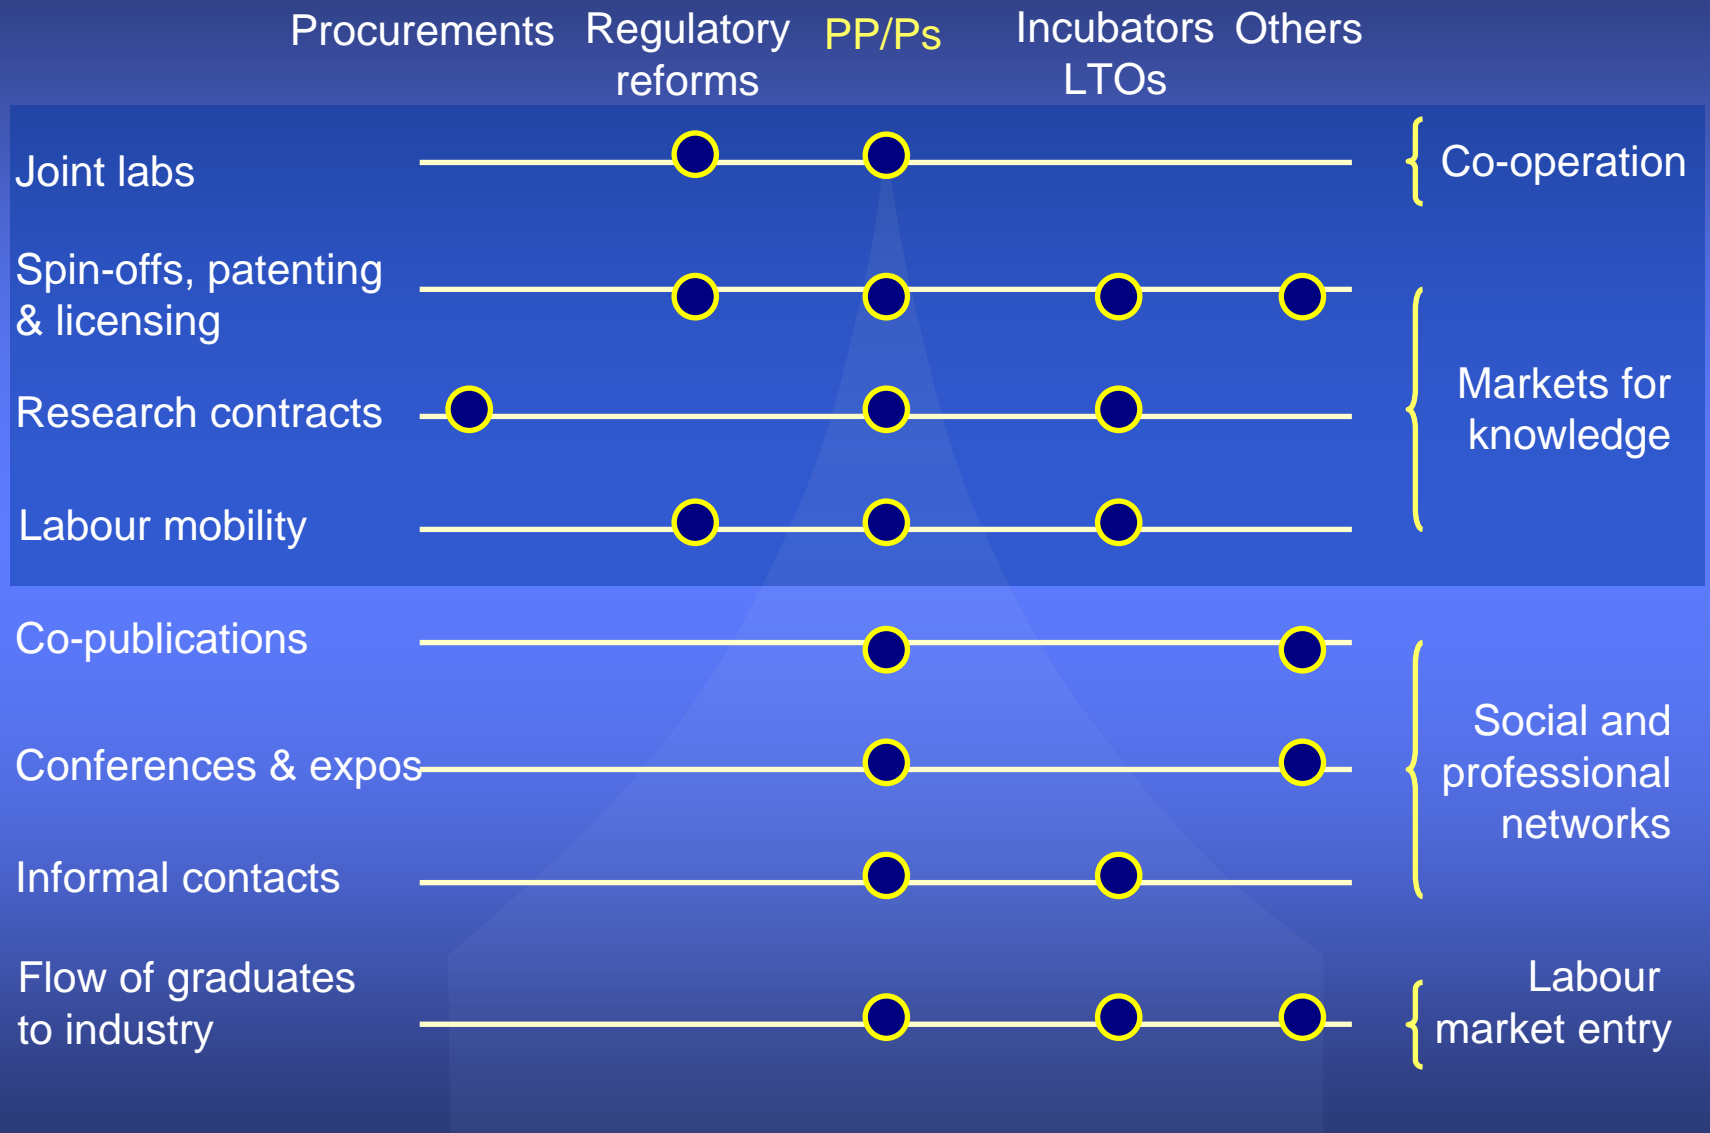 Procurements Regulatory PP/Ps Incubators Others
reforms LTOs
Joint labs
Co-operation
Spin-offs, patenting
& licensing
Research contracts
Markets for
knowledge
Labour mobility
Co-publications
Conferences & expos
Social and
professional
networks
Informal contacts
Flow of graduates
to industry
Labour
market entry